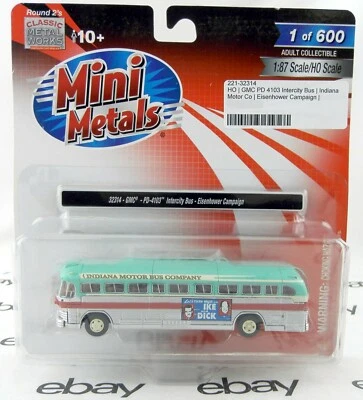 Round 2's
CLASSIC
METAL
WORKS
10+
1 of 600
ADULT COLLECTIBLE
1:87 Scale/HO Scale
221-32314
HO | GMC PD 4103 Intercity Bus | Indiana
Motor Co | Eisenhower Campaign |
Mini
Metals
32314 - GMC® - PD-4103™ Intercity Bus - Eisenhower Campaign
INDIANA MOTOR BUS COMPANY
IKE
DICK
WARNING:
ebay
ebay
ebay
ebay